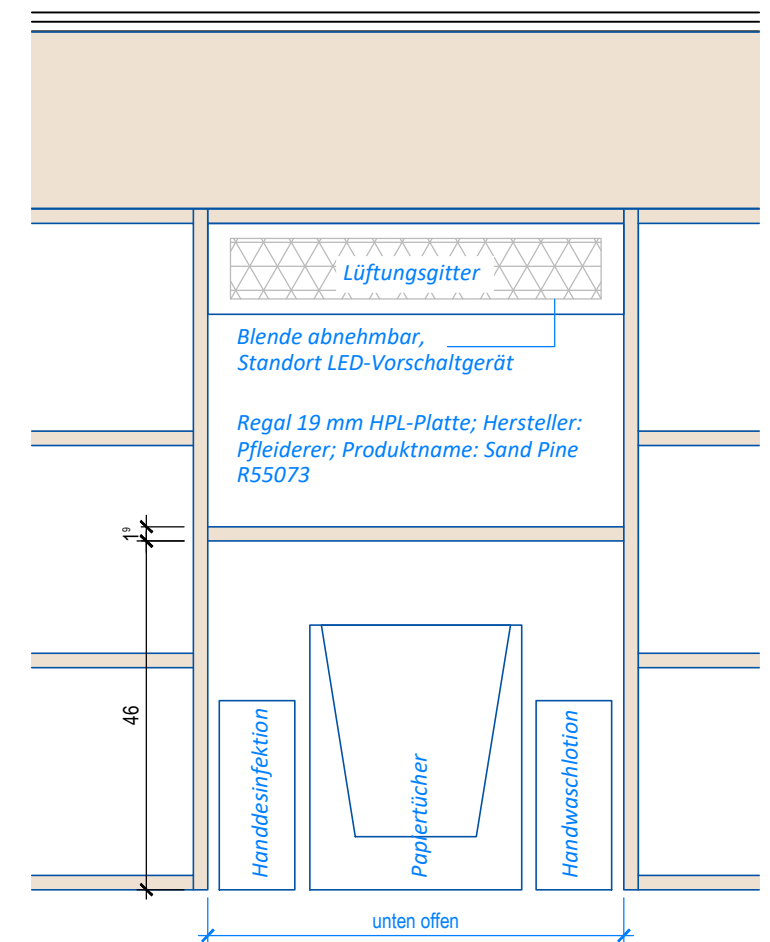 Lüftungsgitter
Blende abnehmbar,
Standort LED-Vorschaltgerät
Regal 19 mm HPL-Platte; Hersteller:
Pfleiderer; Produktname: Sand Pine
R55073
1⁹
46
Handdesinfektion
Papiertücher
Handwaschlotion
unten offen